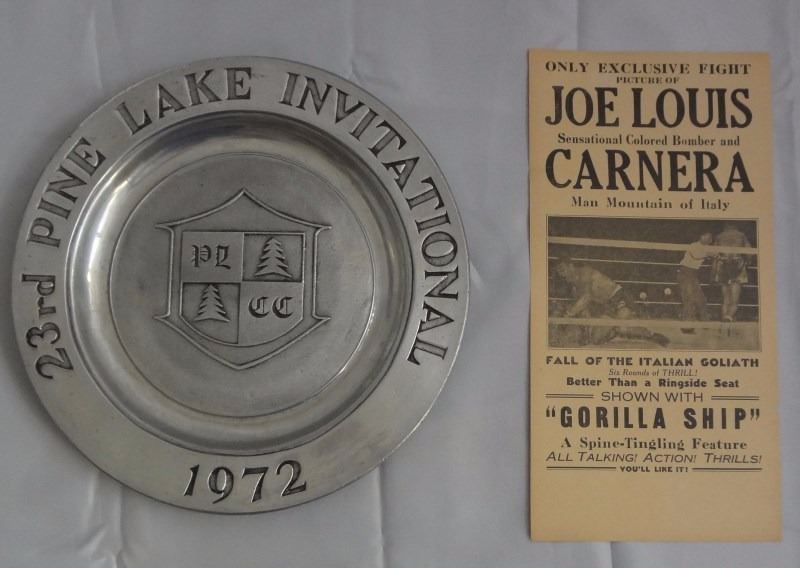 23rd PINE LAKE INVITATIONAL
PL
CC
1972
ONLY EXCLUSIVE FIGHT
PICTURE OF
JOE LOUIS
Sensational Colored Bomber and
CARNERA
Man Mountain of Italy
FALL OF THE ITALIAN GOLIATH
Six Rounds of THRILL!
Better Than a Ringside Seat
SHOWN WITH
"GORILLA SHIP"
A Spine-Tingling Feature
ALL TALKING! ACTION! THRILLS!
YOU'LL LIKE IT!